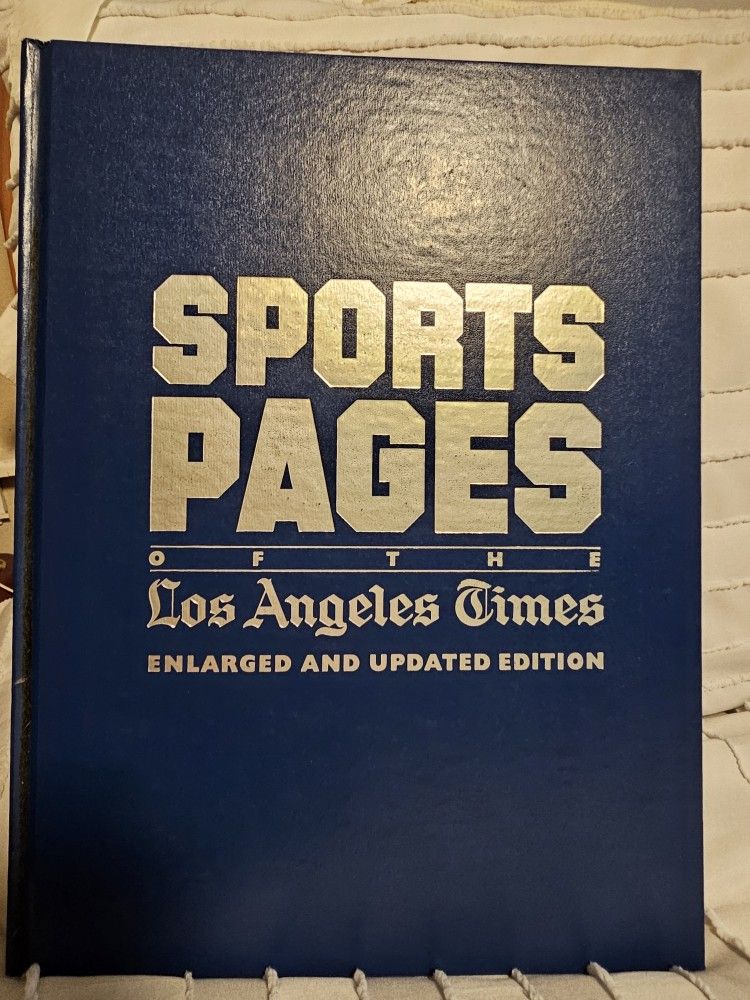 SPORTS
PAGES
OF THE
Los Angeles Times
ENLARGED AND UPDATED EDITION